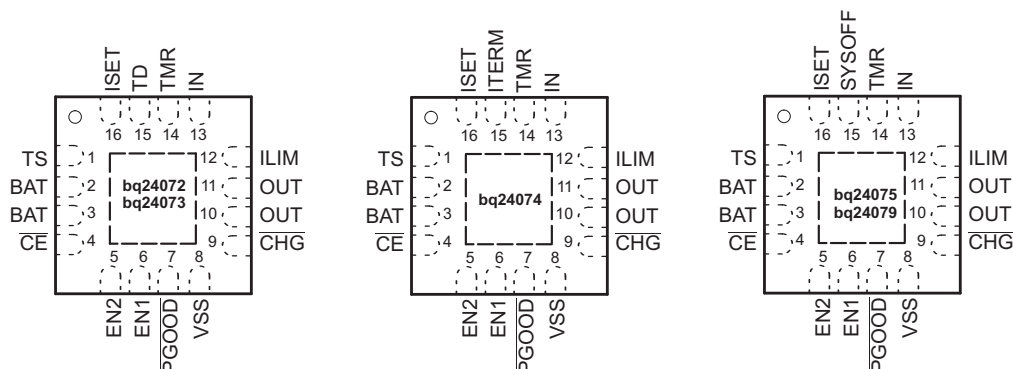 ISET TD TMR IN
16 15 14 13
TS 1 12 ILIM
BAT 2 bq24072 11 OUT
BAT 3 bq24073 10 OUT
CE 4 9 CHG
5 6 7 8
EN2 EN1 PGOOD VSS
ISET ITERM TMR IN
16 15 14 13
TS 1 12 ILIM
BAT 2 bq24074 11 OUT
BAT 3 10 OUT
CE 4 9 CHG
5 6 7 8
EN2 EN1 PGOOD VSS
ISET SYSOFF TMR IN
16 15 14 13
TS 1 12 ILIM
BAT 2 bq24075 11 OUT
BAT 3 bq24079 10 OUT
CE 4 9 CHG
5 6 7 8
EN2 EN1 PGOOD VSS